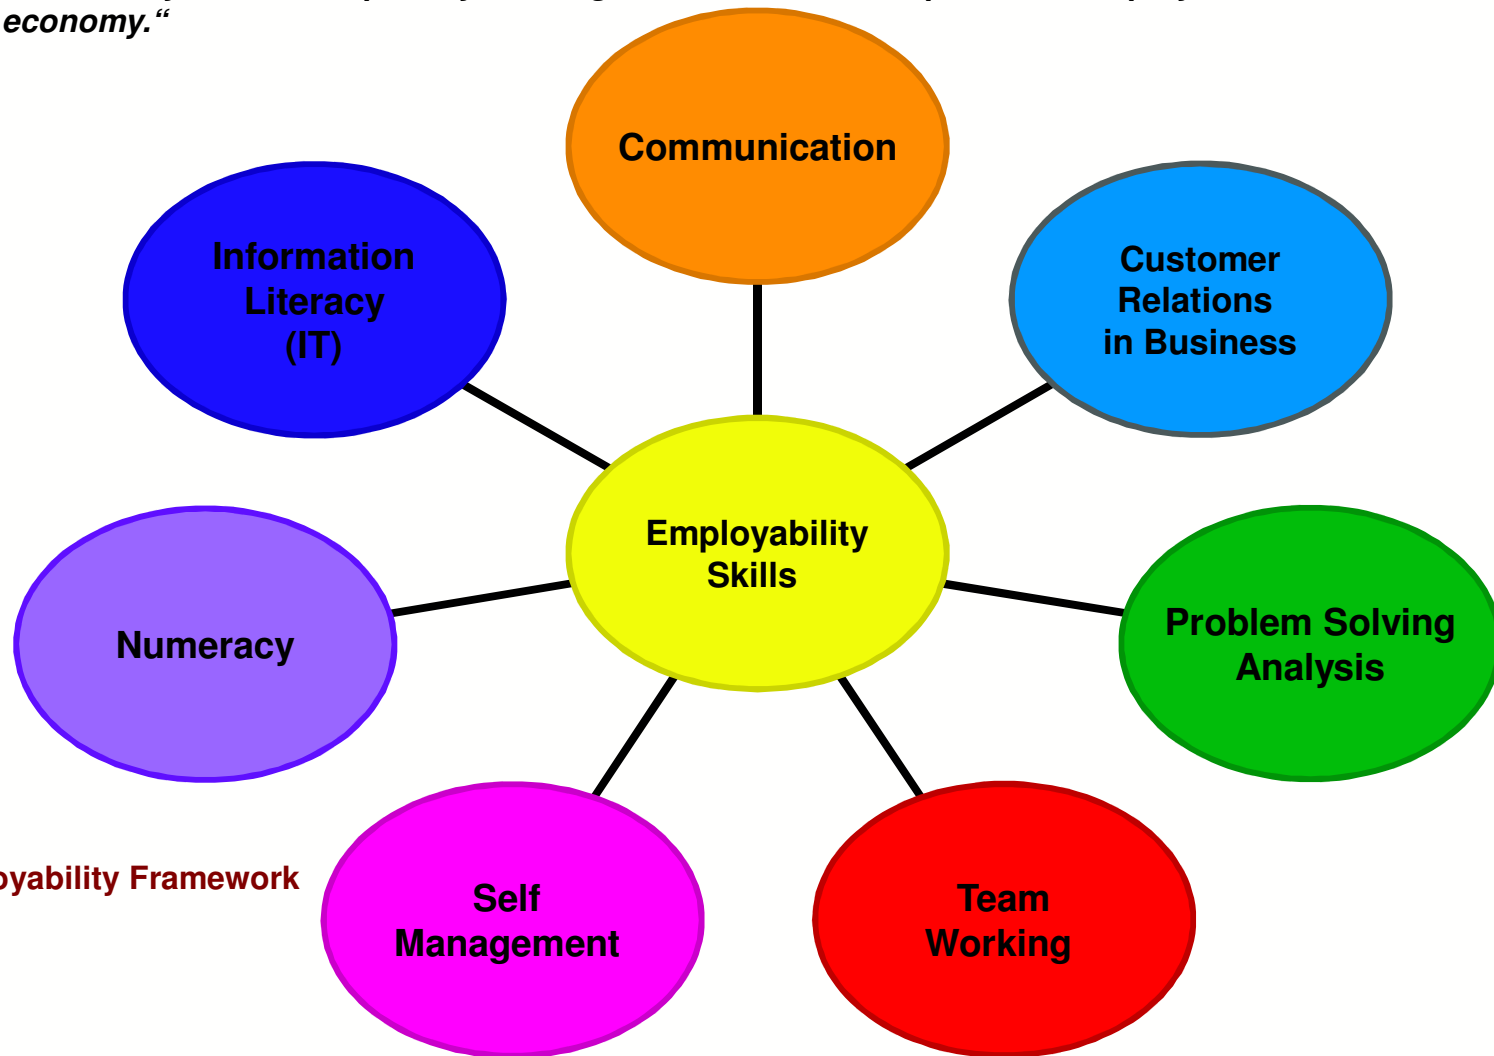 economy.“
Communication
Information
Literacy
(IT)
Customer
Relations
in Business
Employability
Skills
Numeracy
Problem Solving
Analysis
oyability Framework
Self
Management
Team
Working